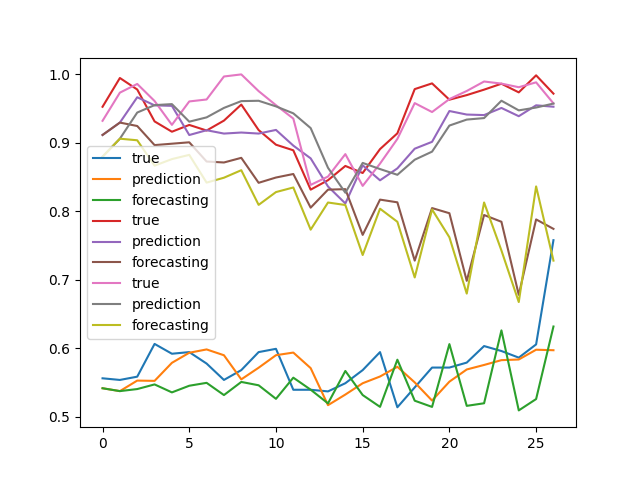 1.0
0.9
0.8
0.7
0.6
0.5
true
prediction
forecasting
true
prediction
forecasting
true
prediction
forecasting
0 5 10 15 20 25